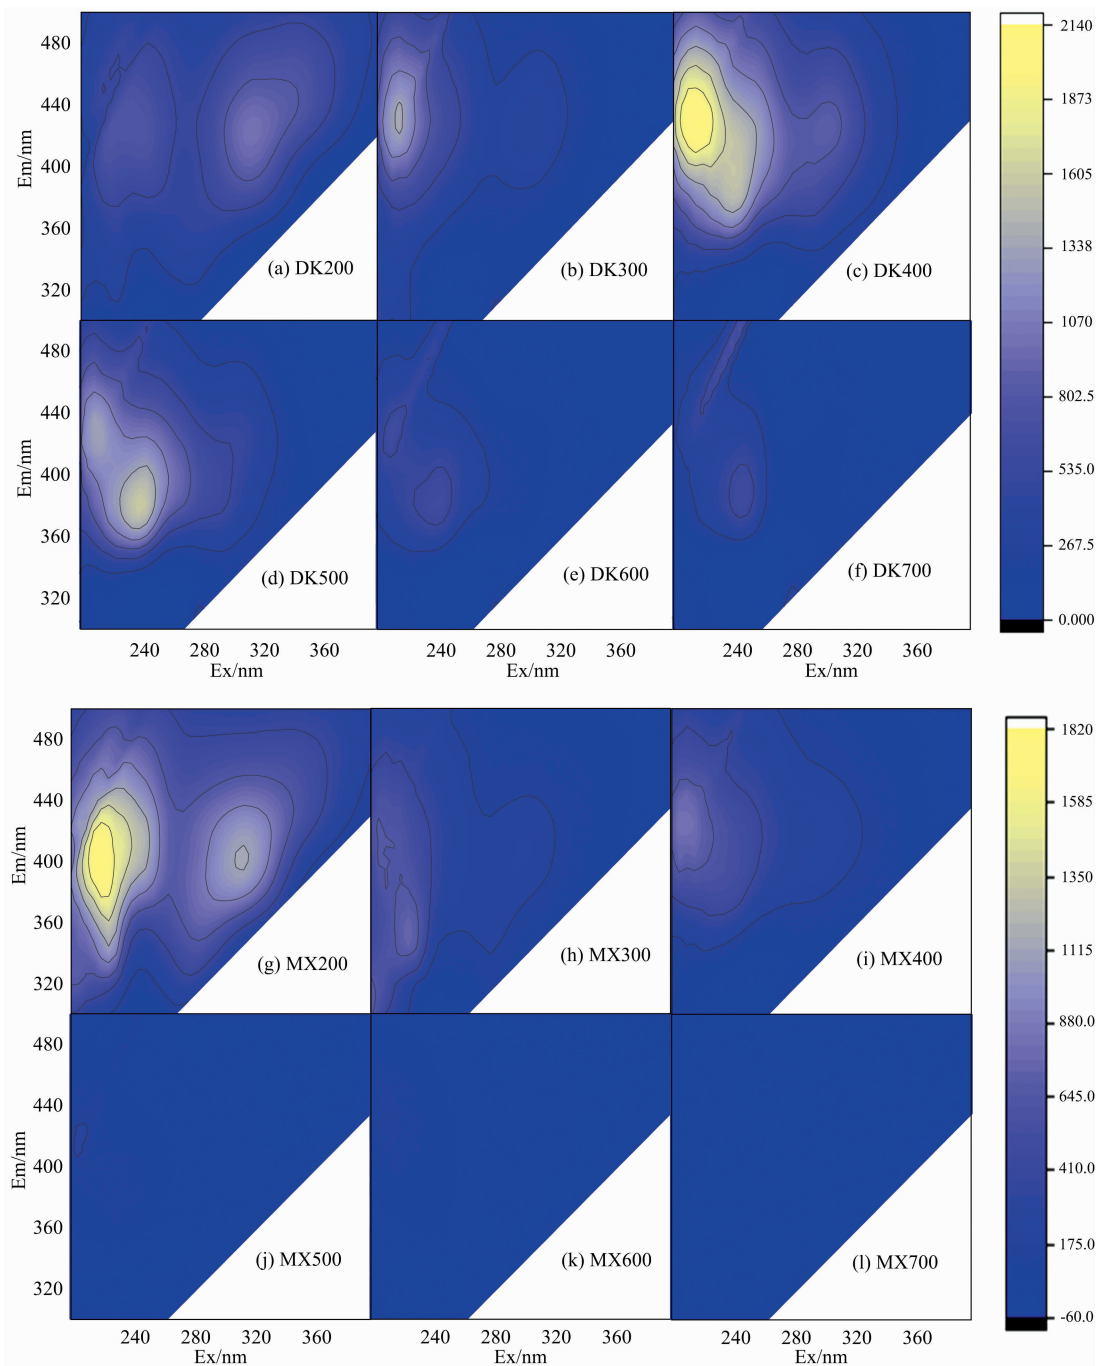 480
440
400
360
320
Em/nm
(a) DK200
(b) DK300
(c) DK400
480
440
400
360
320
Em/nm
(d) DK500
(e) DK600
(f) DK700
240 280 320 360
240 280 320 360
240 280 320 360
Ex/nm
Ex/nm
Ex/nm
2140
1873
1605
1338
1070
802.5
535.0
267.5
0.000
480
440
400
360
320
Em/nm
(g) MX200
(h) MX300
(i) MX400
480
440
400
360
320
Em/nm
(j) MX500
(k) MX600
(l) MX700
240 280 320 360
240 280 320 360
240 280 320 360
Ex/nm
Ex/nm
Ex/nm
1820
1585
1350
1115
880.0
645.0
410.0
175.0
-60.0